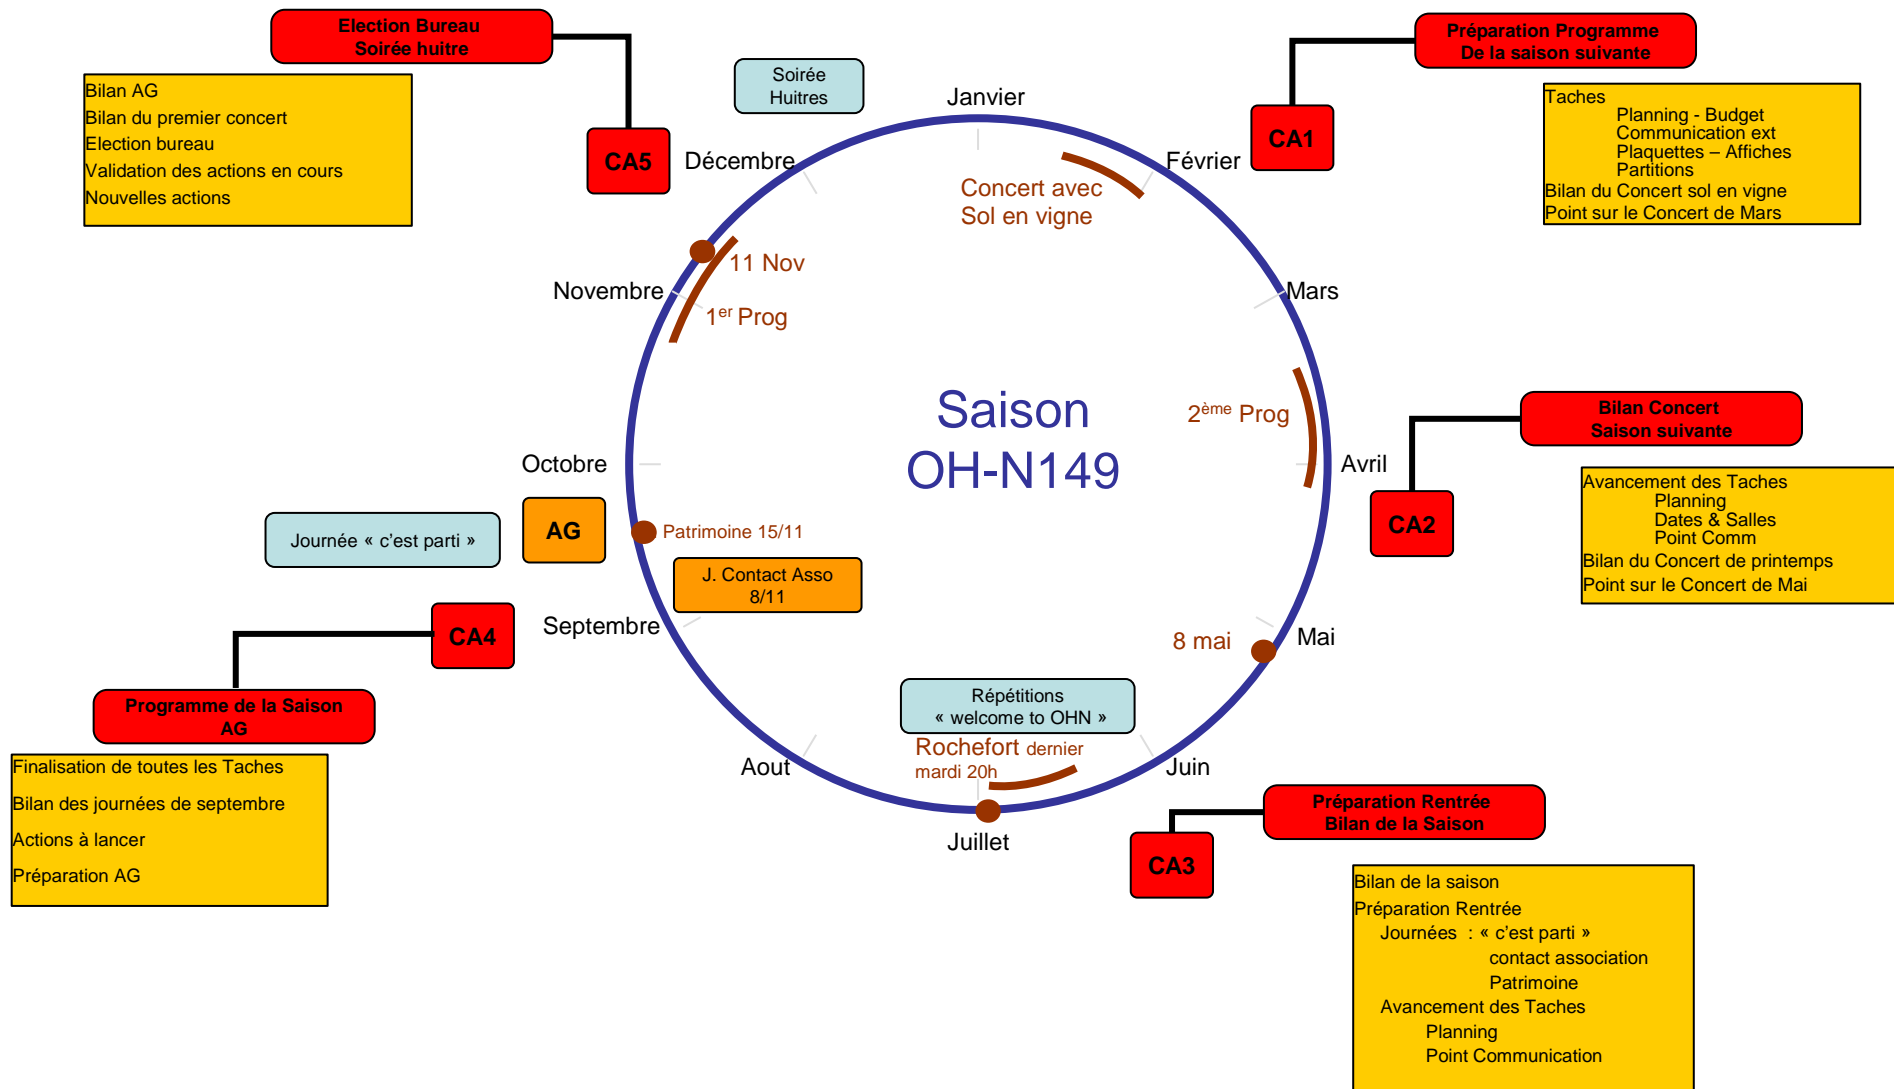 Election Bureau
Soirée huitre
Bilan AG
Bilan du premier concert
Election bureau
Validation des actions en cours
Nouvelles actions
CA5
Soirée
Huitres
Préparation Programme
De la saison suivante
CA1
Taches
Planning - Budget
Communication ext
Plaquettes – Affiches
Partitions
Bilan du Concert sol en vigne
Point sur le Concert de Mars
Janvier
Février
Mars
Avril
Mai
Juin
Juillet
Aout
Septembre
Octobre
Novembre
Décembre
Concert avec
Sol en vigne
11 Nov
1er Prog
2ème Prog
Saison
OH-N149
Bilan Concert
Saison suivante
CA2
Avancement des Taches
Planning
Dates & Salles
Point Comm
Bilan du Concert de printemps
Point sur le Concert de Mai
Journée « c'est parti »
AG
Patrimoine 15/11
J. Contact Asso
8/11
8 mai
CA4
Programme de la Saison
AG
Finalisation de toutes les Taches
Bilan des journées de septembre
Actions à lancer
Préparation AG
Répétitions
« welcome to OHN »
Rochefort dernier
mardi 20h
CA3
Préparation Rentrée
Bilan de la Saison
Bilan de la saison
Préparation Rentrée
Journées : « c'est parti »
contact association
Patrimoine
Avancement des Taches
Planning
Point Communication